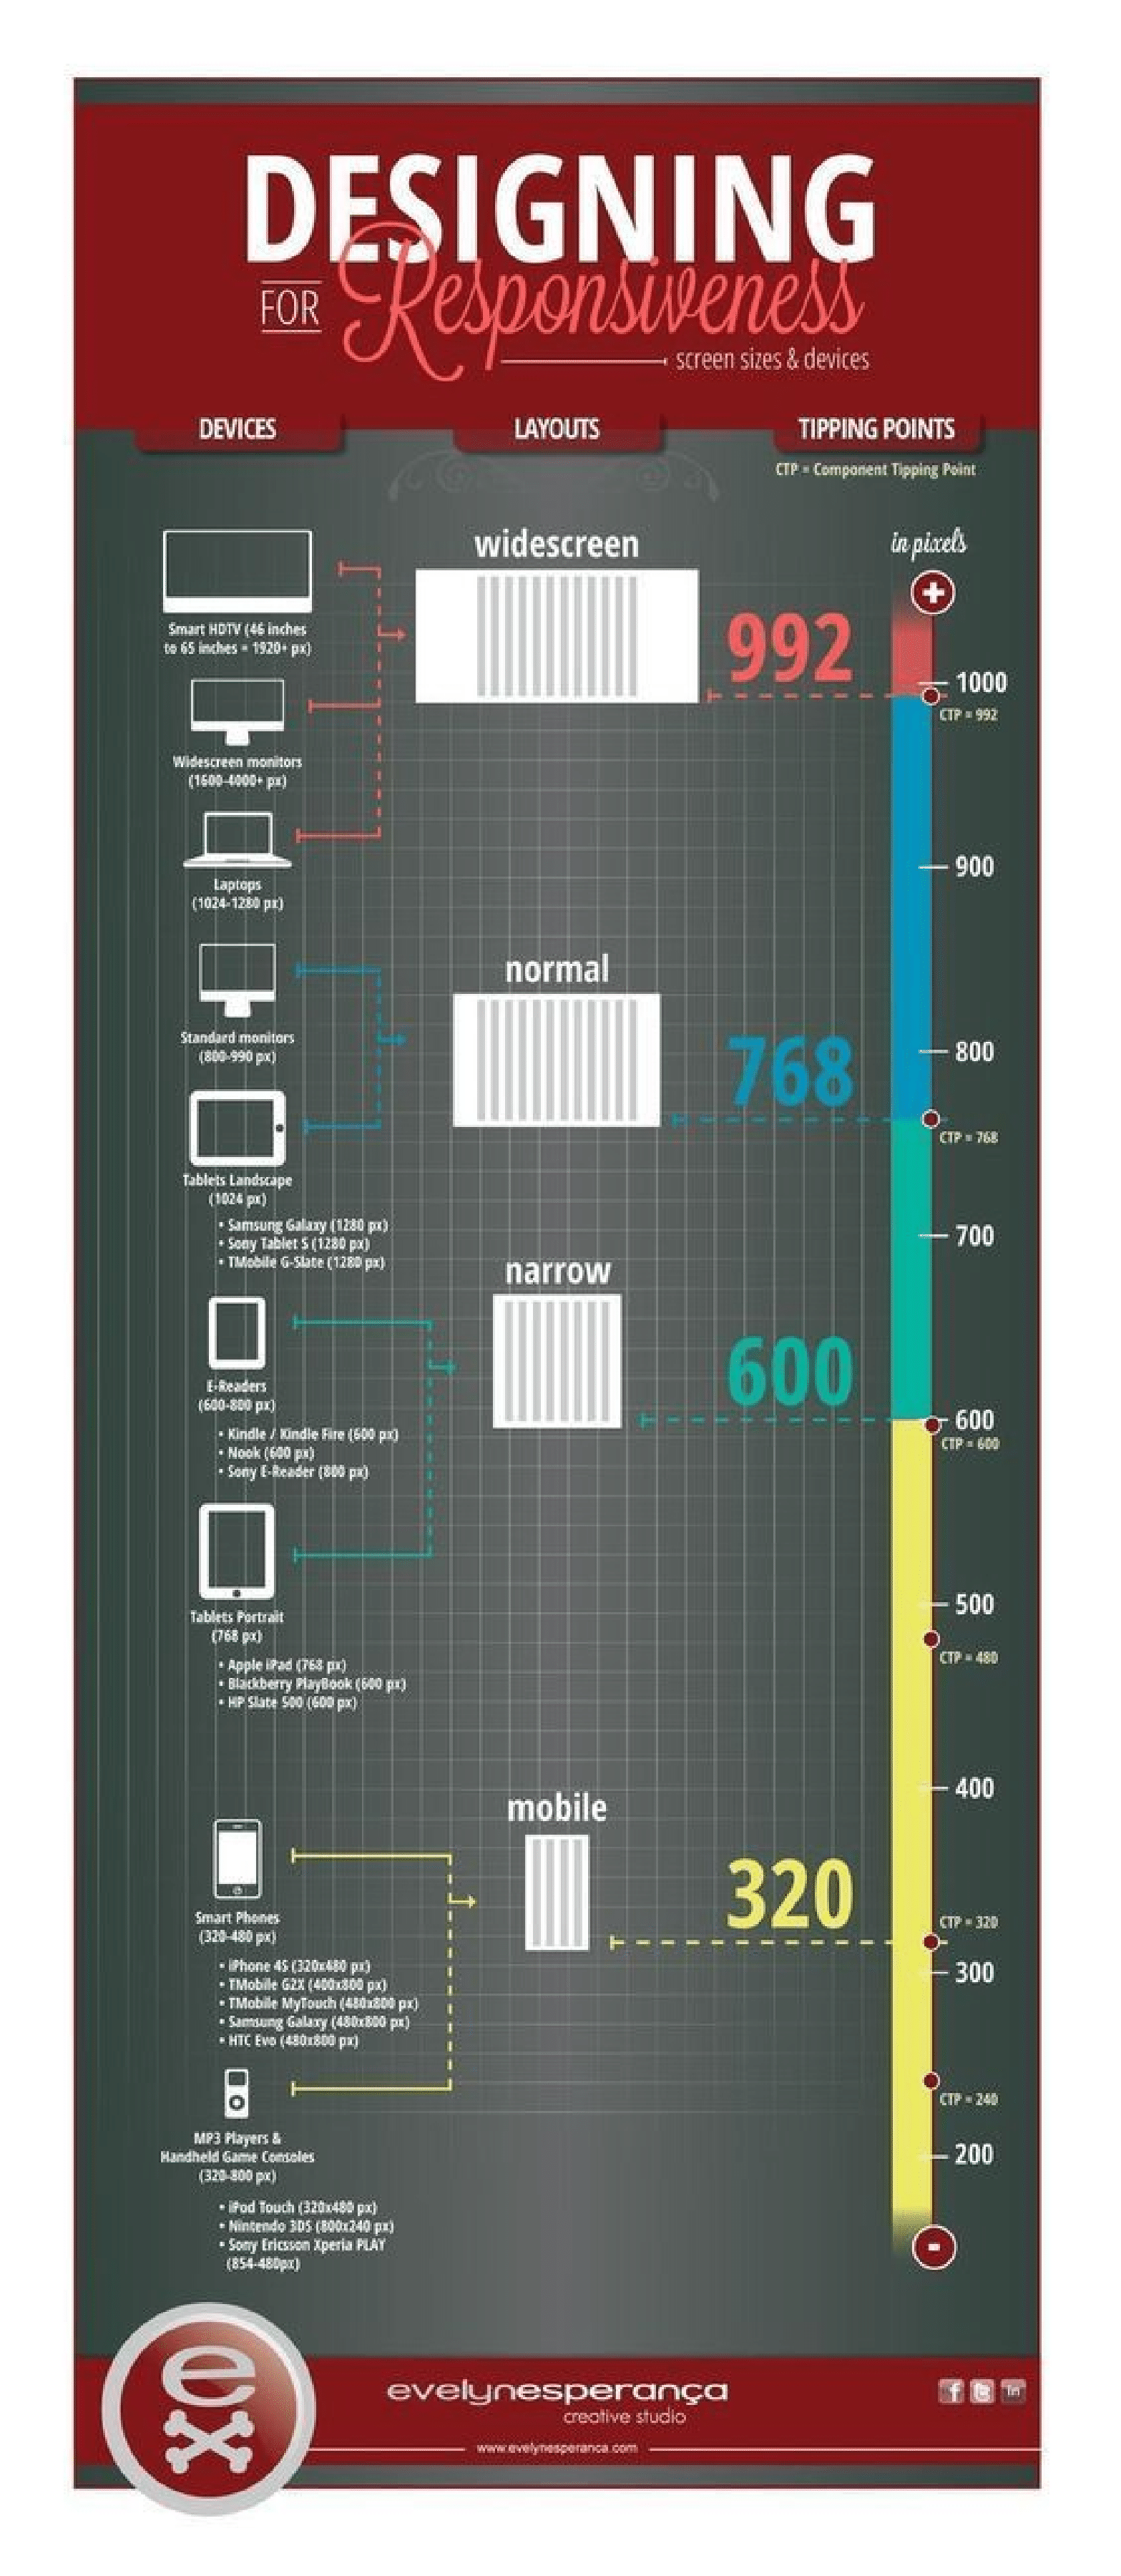 DESIGNING
FOR Responsiveness
screen sizes & devices
DEVICES
LAYOUTS
TIPPING POINTS
CTP = Component Tipping Point
widescreen
in pixels
+
Smart HDTV (46 inches
to 65 inches = 1920+ px)
992
1000
CTP = 992
Widescreen monitors
(1600-4000+ px)
900
Laptops
(1024-1280 px)
normal
Standard monitors
(800-990 px)
768
800
CTP = 768
Tablets Landscape
(1024 px)
• Samsung Galaxy (1280 px)
• Sony Tablet S (1280 px)
• TMobile G-Slate (1280 px)
700
narrow
E-Readers
(600-800 px)
600
600
CTP = 600
• Kindle / Kindle Fire (600 px)
• Nook (600 px)
• Sony E-Reader (800 px)
Tablets Portrait
(768 px)
500
CTP = 480
• Apple iPad (768 px)
• Blackberry PlayBook (600 px)
• HP Slate 500 (600 px)
400
mobile
Smart Phones
(320-480 px)
320
CTP = 320
300
• iPhone 4S (320x480 px)
• TMobile G2X (400x800 px)
• TMobile MyTouch (480x800 px)
• Samsung Galaxy (480x800 px)
• HTC Evo (480x800 px)
CTP = 240
MP3 Players &
Handheld Game Consoles
(320-800 px)
200
• iPod Touch (320x480 px)
• Nintendo 3DS (800x240 px)
• Sony Ericsson Xperia PLAY
(854-480px)
-
e
evelynesperança
creative studio
f t in
www.evelynesperanca.com